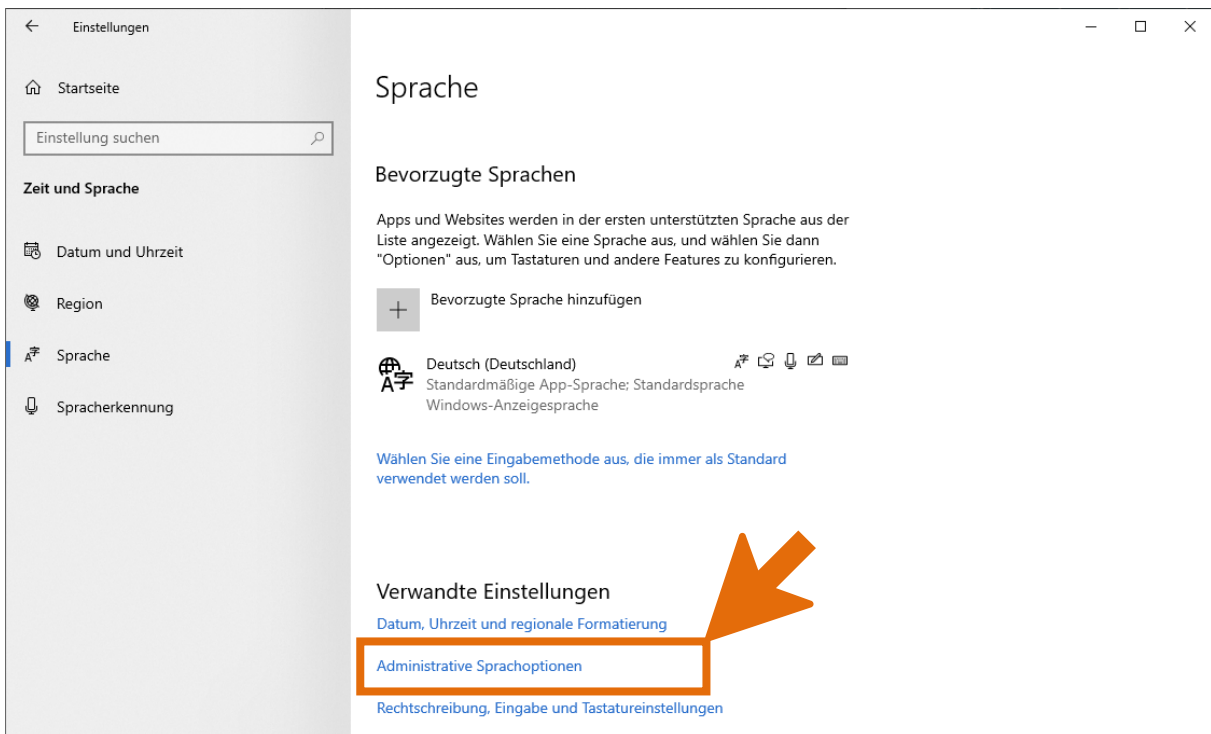 Einstellungen
Startseite
Einstellung suchen
Zeit und Sprache
Datum und Uhrzeit
Region
Sprache
Spracherkennung
Sprache
Bevorzugte Sprachen
Apps und Websites werden in der ersten unterstützten Sprache aus der
Liste angezeigt. Wählen Sie eine Sprache aus, und wählen Sie dann
"Optionen" aus, um Tastaturen und andere Features zu konfigurieren.
Bevorzugte Sprache hinzufügen
Deutsch (Deutschland)
Standardmäßige App-Sprache; Standardsprache
Windows-Anzeigesprache
Wählen Sie eine Eingabemethode aus, die immer als Standard
verwendet werden soll.
Verwandte Einstellungen
Datum, Uhrzeit und regionale Formatierung
Administrative Sprachoptionen
Rechtschreibung, Eingabe und Tastatureinstellungen